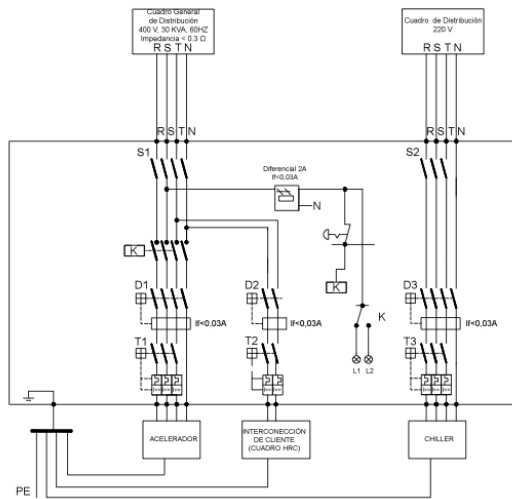 Cuadro General
de Distribución
400 V, 30 KVA, 60HZ
Impedancia < 0.3 Ω
R S T N
Cuadro de Distribución
220 V
R S T N
R S T N
R S T N
S1
S2
Diferencial 2A
If<0,03A
N
K
K
D1
D2
D3
If<0,03A
If<0,03A
If<0,03A
K
T1
T2
T3
L1 L2
ACELERADOR
INTERCONECCIÓN
DE CLIENTE
(CUADRO HRC)
CHILLER
PE